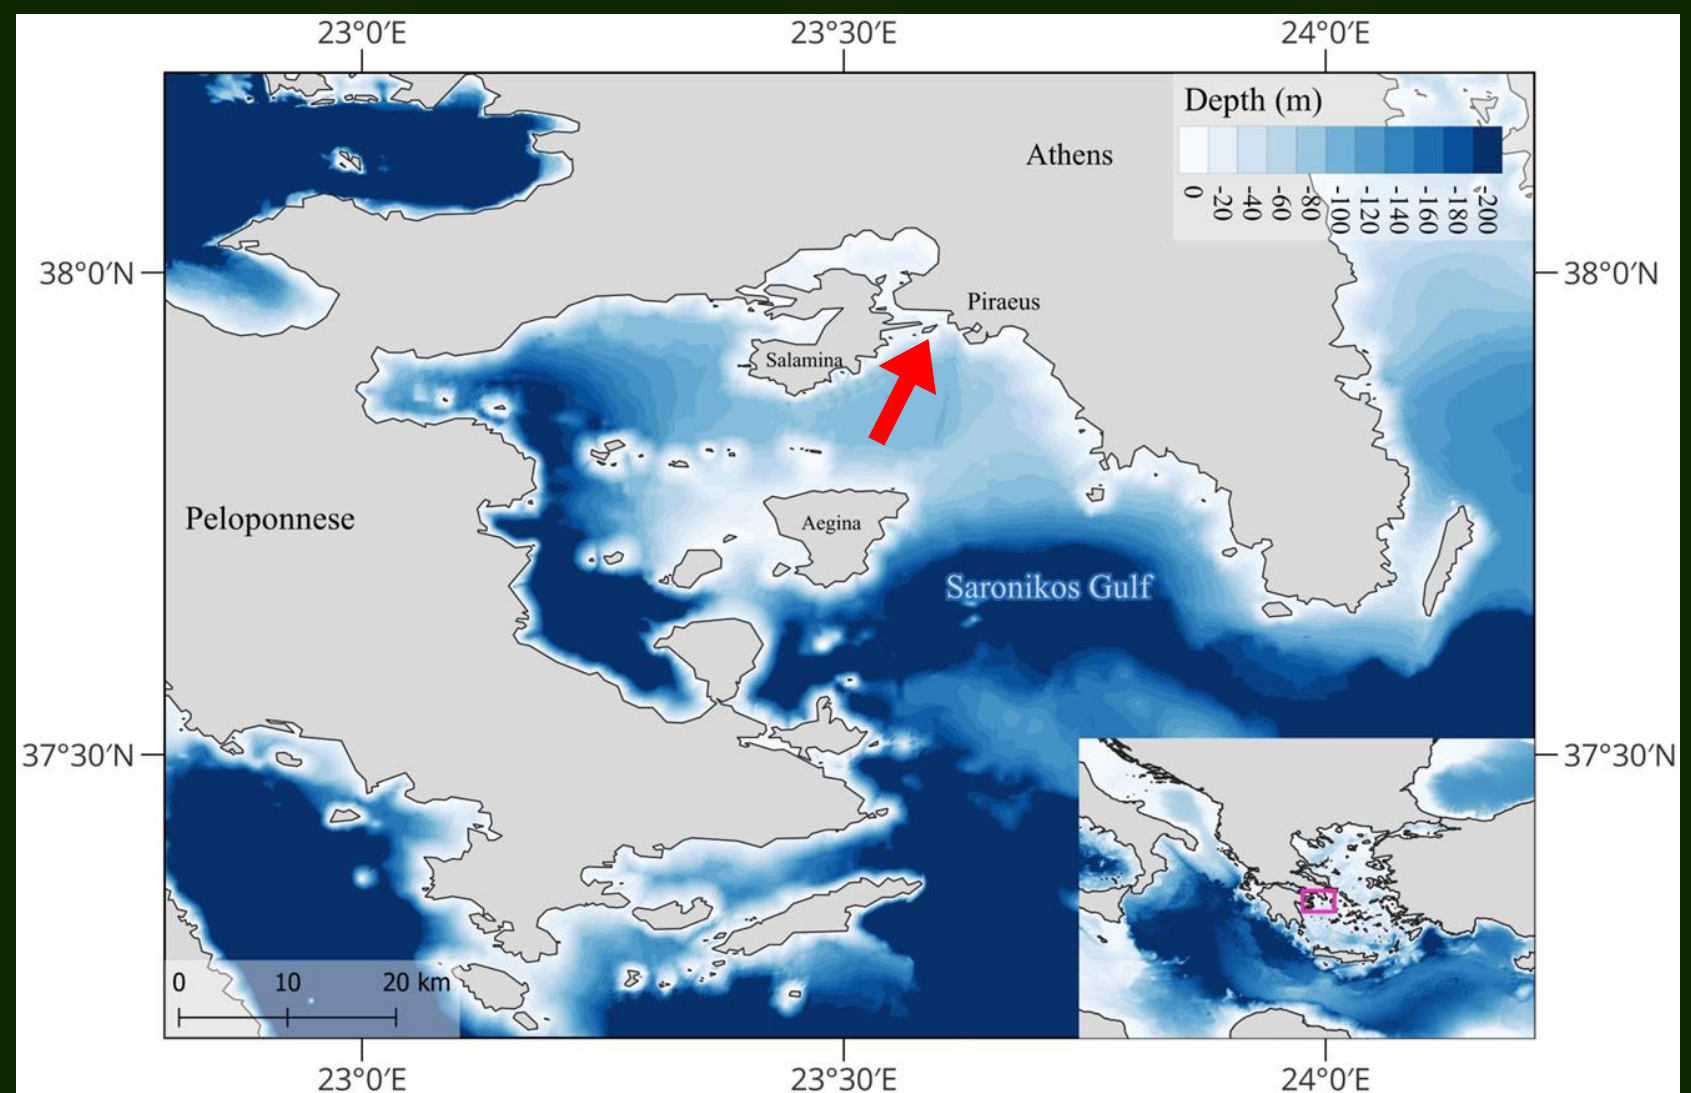 23°0′E 23°30′E 24°0′E
Depth (m)
0 -20 -40 -60 -80 -100 -120 -140 -160 -180 -200
Athens
38°0′N 38°0′N
Piraeus
Salamina
Peloponnese
Aegina
Saronikos Gulf
37°30′N 37°30′N
0 10 20 km
23°0′E 23°30′E 24°0′E